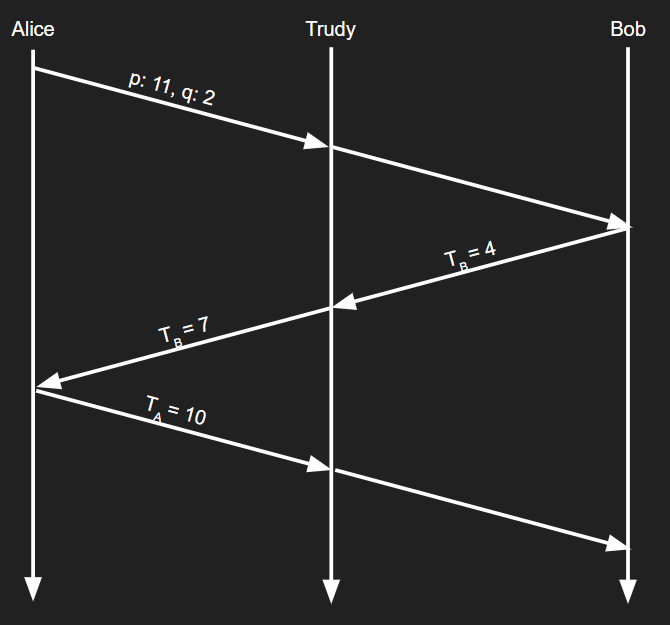 Alice
Trudy
Bob
p: 11, q: 2
T_B = 4
T_B = 7
T_A = 10